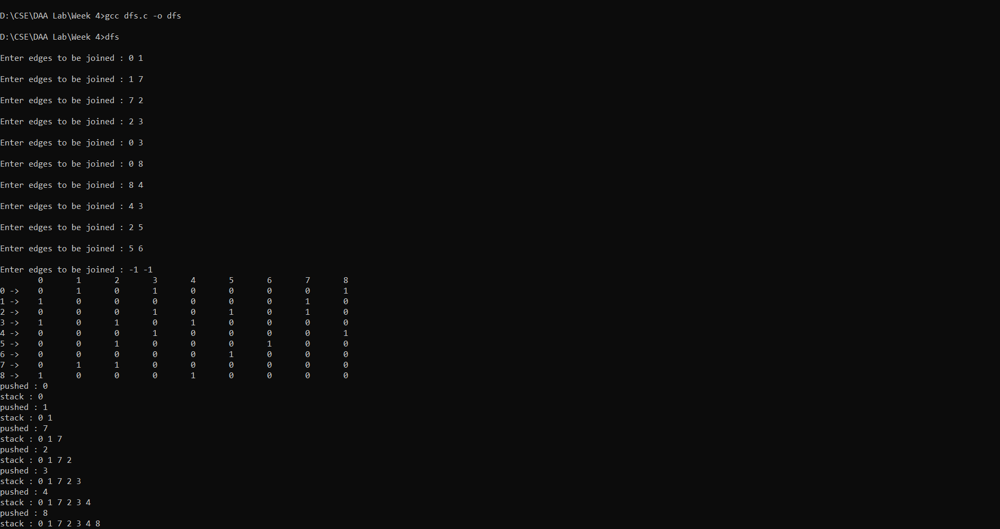 D:\CSE\DAA Lab\Week 4>gcc dfs.c -o dfs
D:\CSE\DAA Lab\Week 4>dfs
Enter edges to be joined : 0 1
Enter edges to be joined : 1 7
Enter edges to be joined : 7 2
Enter edges to be joined : 2 3
Enter edges to be joined : 0 3
Enter edges to be joined : 0 8
Enter edges to be joined : 8 4
Enter edges to be joined : 4 3
Enter edges to be joined : 2 5
Enter edges to be joined : 5 6
Enter edges to be joined : -1 -1
        0       1       2       3       4       5       6       7       8
0 ->    0       1       0       1       0       0       0       0       1
1 ->    1       0       0       0       0       0       0       1       0
2 ->    0       0       0       1       0       1       0       1       0
3 ->    1       0       1       0       1       0       0       0       0
4 ->    0       0       0       1       0       0       0       0       1
5 ->    0       0       1       0       0       0       1       0       0
6 ->    0       0       0       0       0       1       0       0       0
7 ->    0       1       1       0       0       0       0       0       0
8 ->    1       0       0       0       1       0       0       0       0
pushed : 0
stack : 0
pushed : 1
stack : 0 1
pushed : 7
stack : 0 1 7
pushed : 2
stack : 0 1 7 2
pushed : 3
stack : 0 1 7 2 3
pushed : 4
stack : 0 1 7 2 3 4
pushed : 8
stack : 0 1 7 2 3 4 8